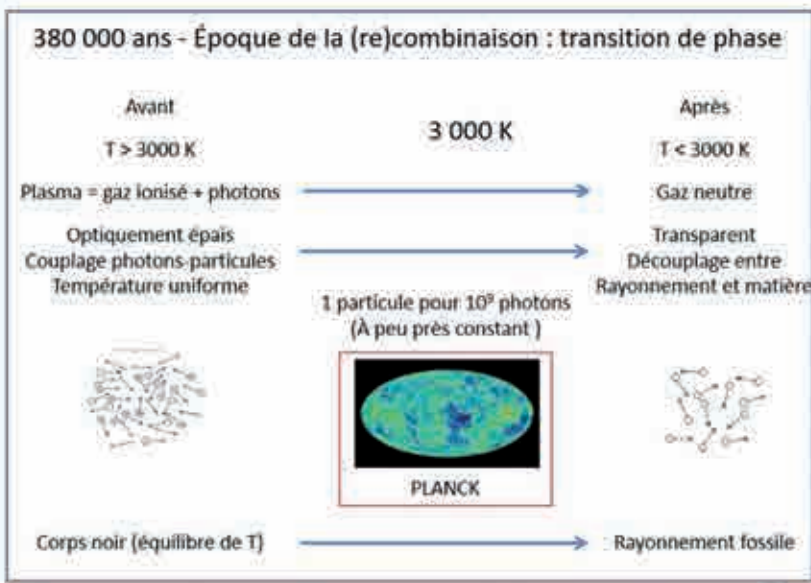 380 000 ans - Époque de la (re)combinaison : transition de phase
Avant
T > 3000 K
3 000 K
Après
T < 3000 K
Plasma = gaz ionisé + photons
Gaz neutre
Optiquement épais
Couplage photons-particules
Température uniforme
Transparent
Découplage entre
Rayonnement et matière
1 particule pour 10⁹ photons
(À peu près constant )
PLANCK
Corps noir (équilibre de T)
Rayonnement fossile